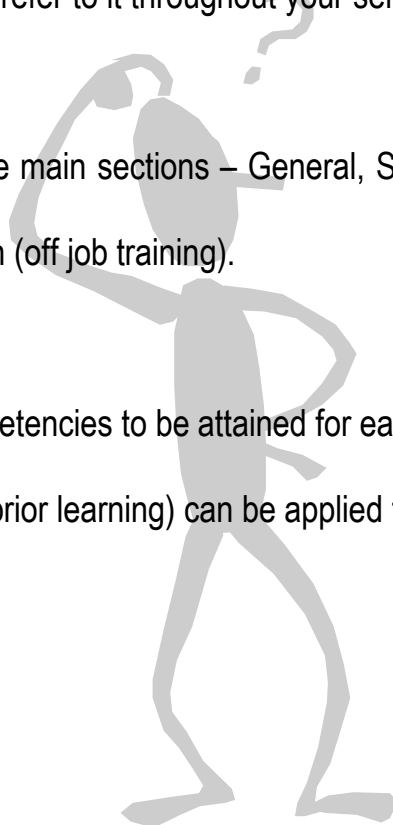 refer to it throughout your
e main sections – General, S
n (off job training).
etencies to be attained for ea
prior learning) can be applied